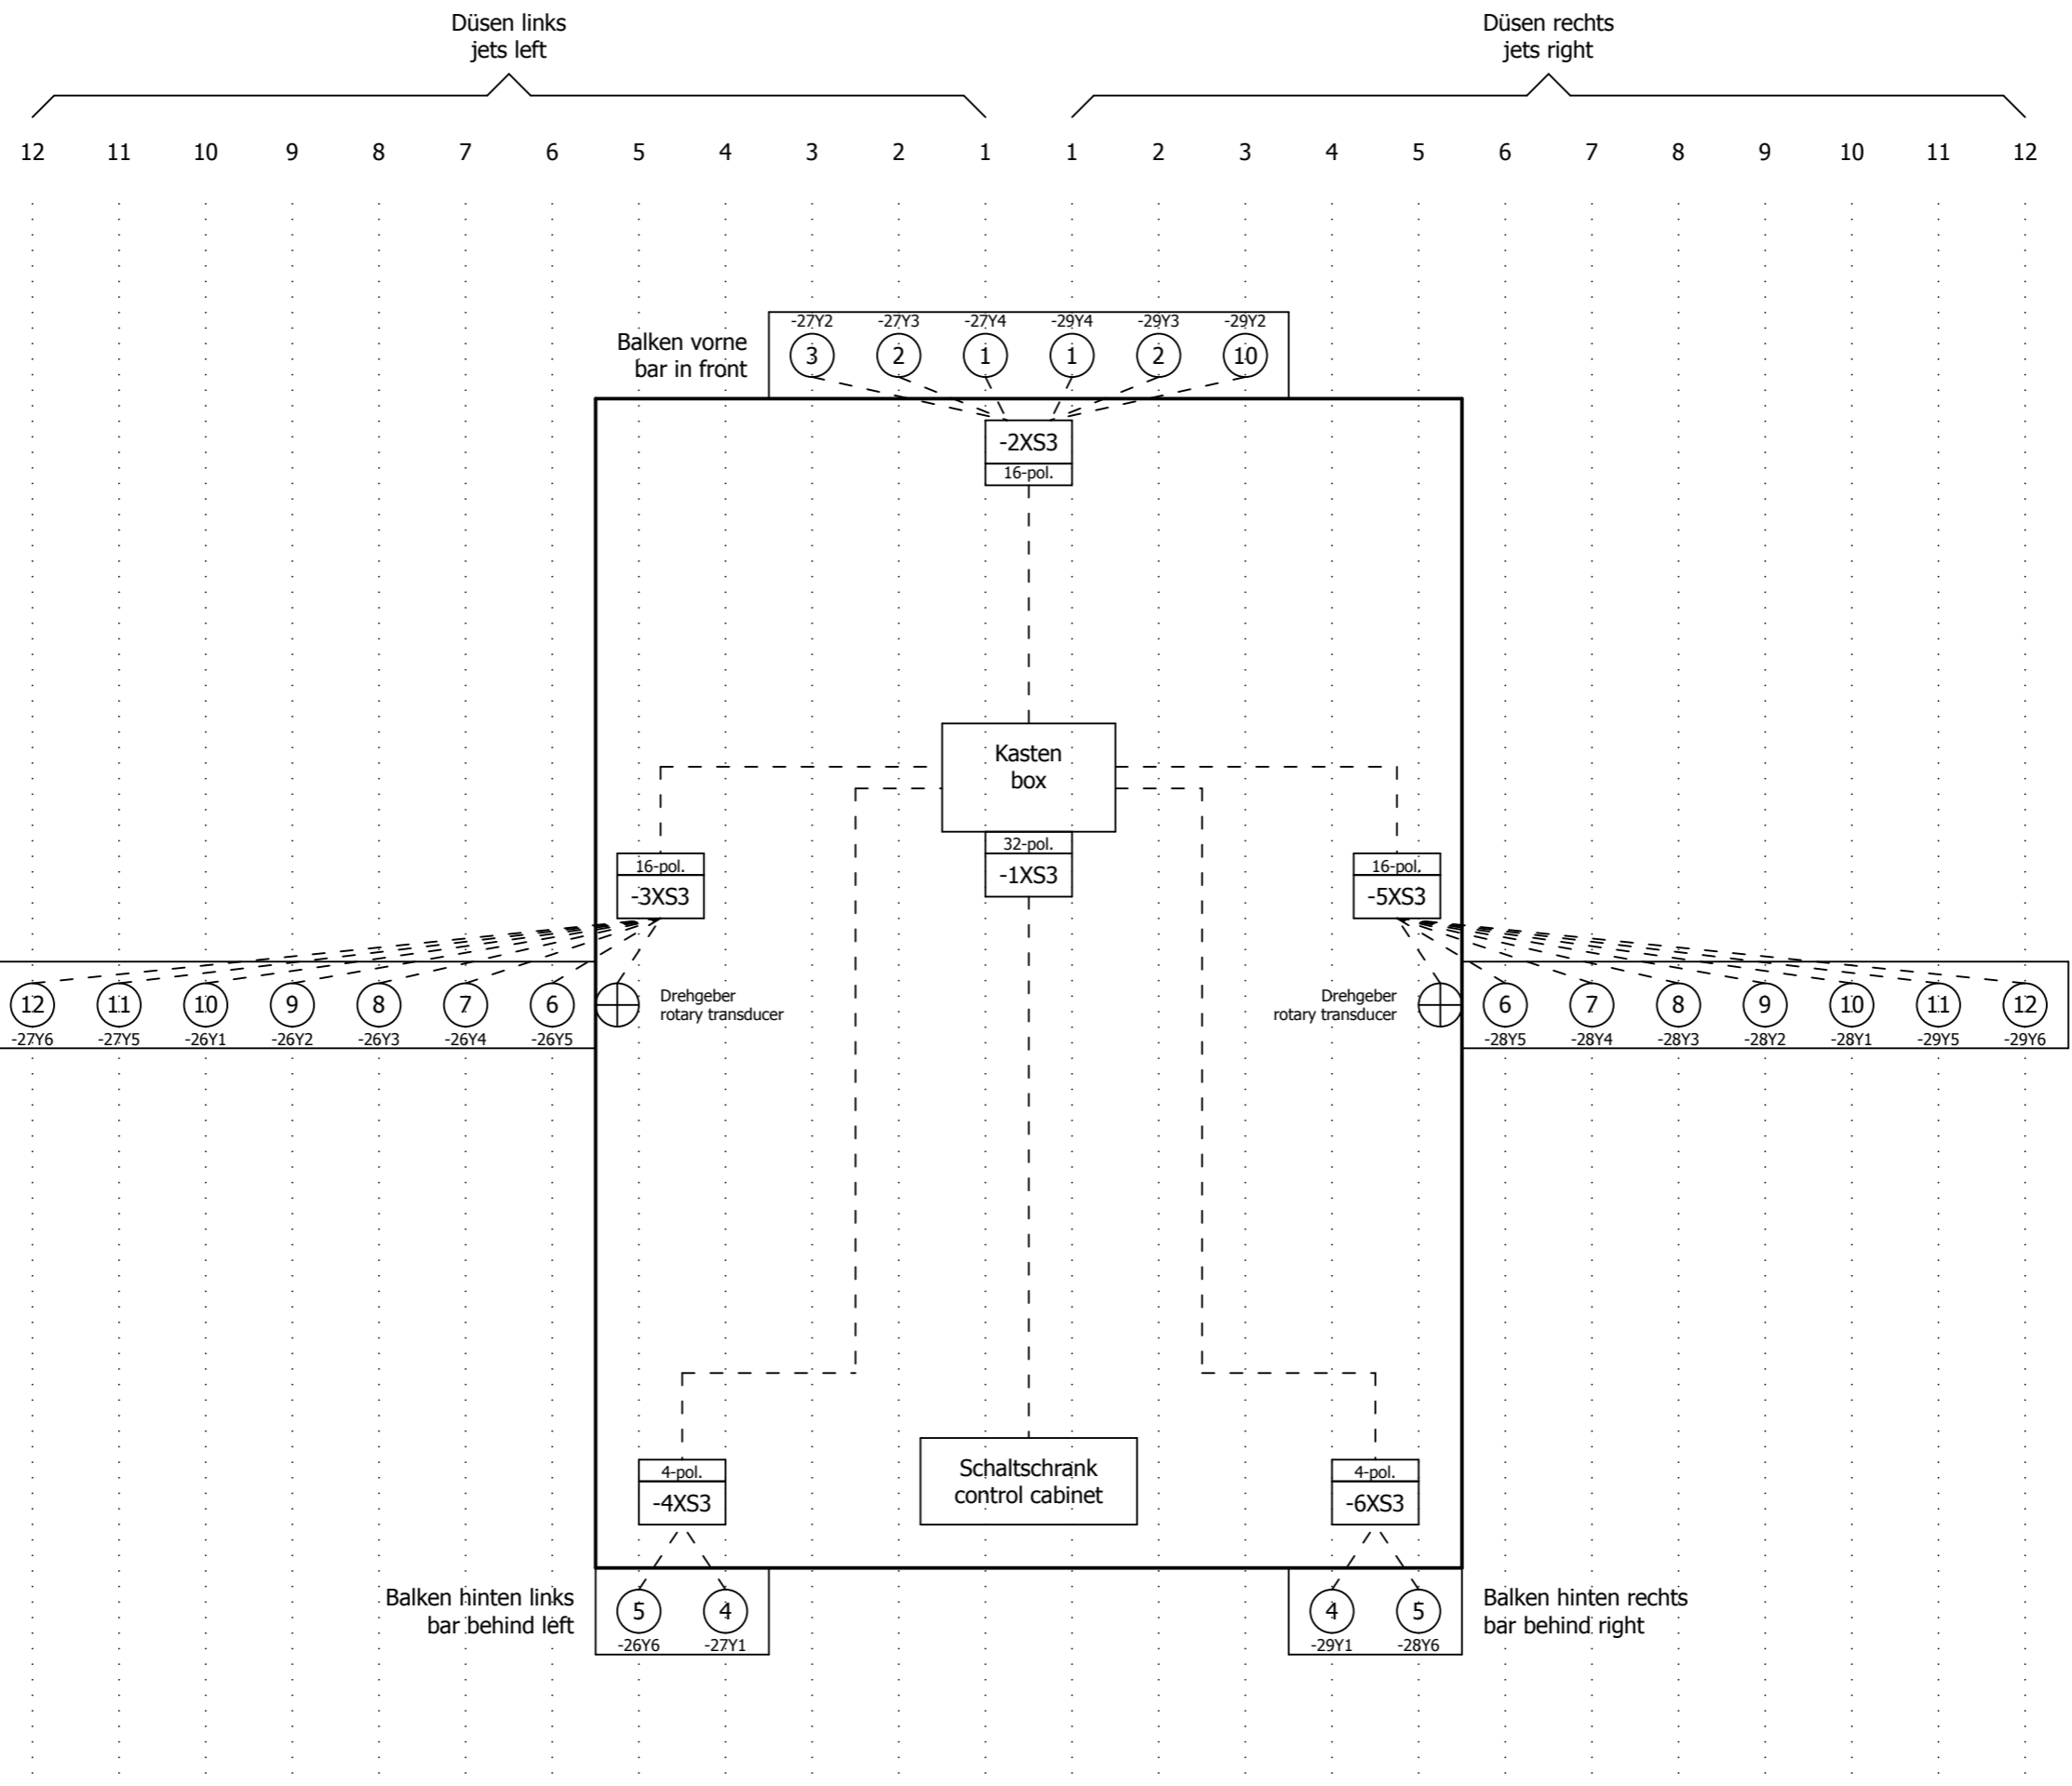 Düsen links
jets left
Düsen rechts
jets right
12 11 10 9 8 7 6 5 4 3 2 1 1 2 3 4 5 6 7 8 9 10 11 12
Balken vorne
bar in front
-27Y2 -27Y3 -27Y4 -29Y4 -29Y3 -29Y2
3 2 1 1 2 10
-2XS3
16-pol.
Kasten
box
32-pol.
-1XS3
16-pol.
-3XS3
16-pol.
-5XS3
12 11 10 9 8 7 6
-27Y6 -27Y5 -26Y1 -26Y2 -26Y3 -26Y4 -26Y5
Drehgeber
rotary transducer
Drehgeber
rotary transducer
6 7 8 9 10 11 12
-28Y5 -28Y4 -28Y3 -28Y2 -28Y1 -29Y5 -29Y6
4-pol.
-4XS3
Schaltschrank
control cabinet
4-pol.
-6XS3
Balken hinten links
bar behind left
5 4
-26Y6 -27Y1
4 5
-29Y1 -28Y6
Balken hinten rechts
bar behind right